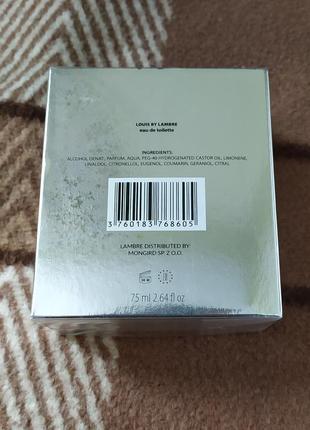 LOUIS BY LAMBRE
eau de toilette
INGREDIENTS:
ALCOHOL DENAT., PARFUM, AQUA, PEG-40 HYDROGENATED CASTOR OIL, LIMONENE,
LINALOOL, CITRONELLOL, EUGENOL, COUMARIN, GERANIOL, CITRAL
3 760183 768605
LAMBRE DISTRIBUTED BY:
MONGIRD SP. Z O.O.
75 ml 2.64 fl oz